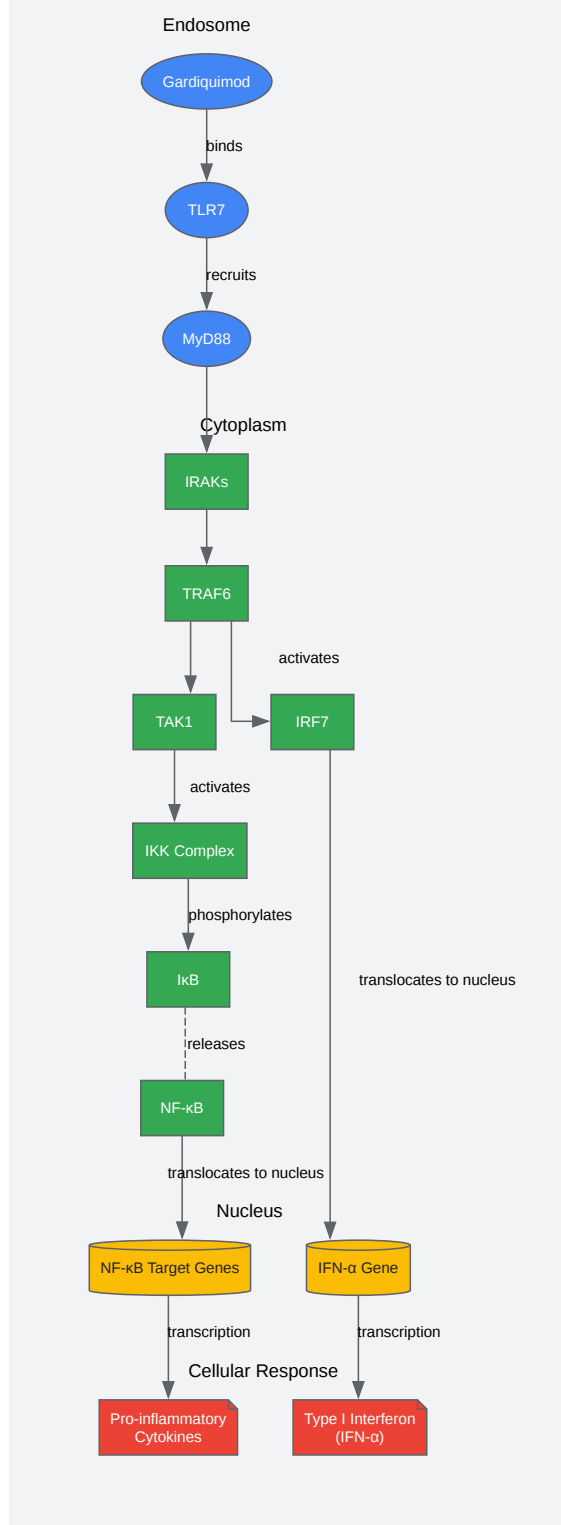 Endosome
Gardiquimod
binds
TLR7
recruits
MyD88
Cytoplasm
IRAKs
TRAF6
activates
TAK1
IRF7
activates
IKK Complex
phosphorylates
IκB
translocates to nucleus
releases
NF-κB
translocates to nucleus
Nucleus
NF-κB Target Genes
IFN-α Gene
transcription
transcription
Cellular Response
Pro-inflammatory
Cytokines
Type I Interferon
(IFN-α)